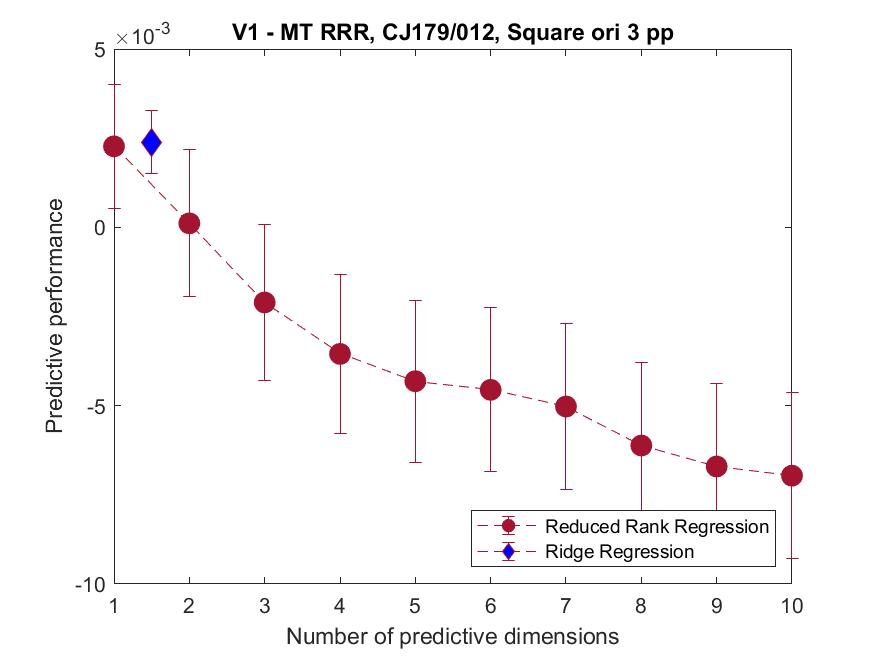 V1 - MT RRR, CJ179/012, Square ori 3 pp
×10-3
5
0
-5
-10
Predictive performance
1 2 3 4 5 6 7 8 9 10
Number of predictive dimensions
Reduced Rank Regression
Ridge Regression